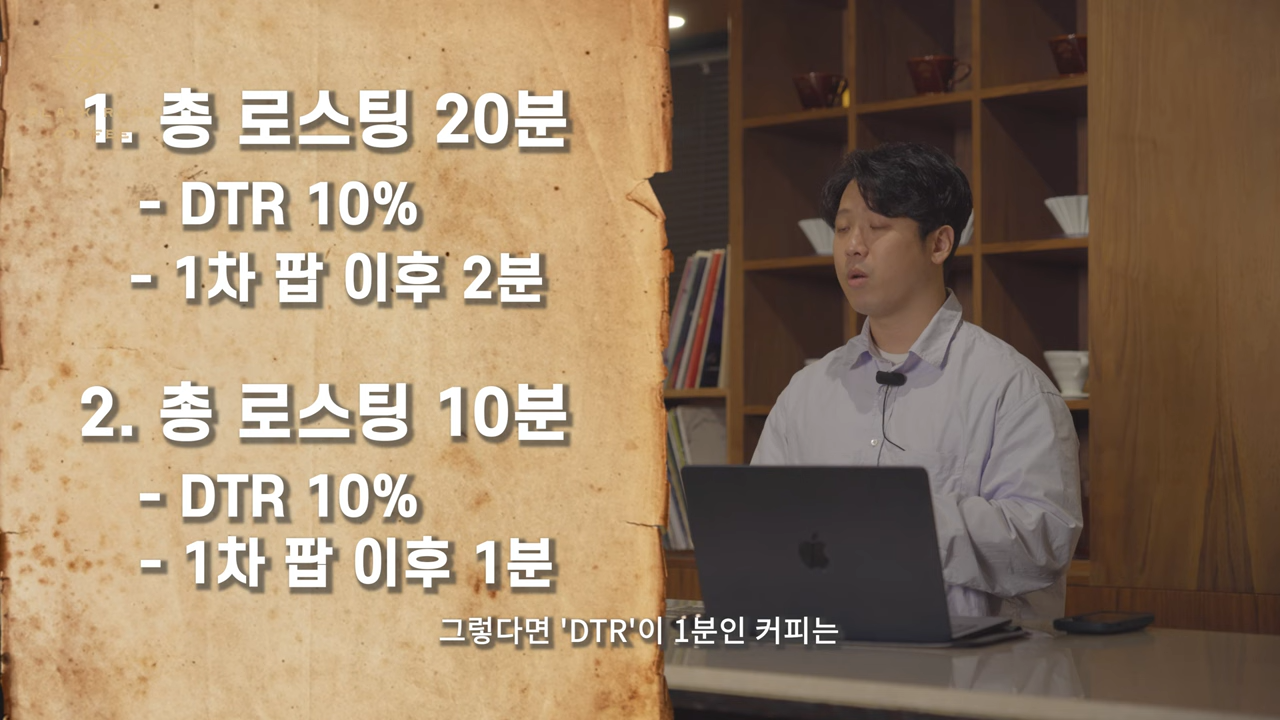 1. 총 로스팅 20분
- DTR 10%
- 1차 팝 이후 2분
2. 총 로스팅 10분
- DTR 10%
- 1차 팝 이후 1분
그렇다면 'DTR'이 1분인 커피는